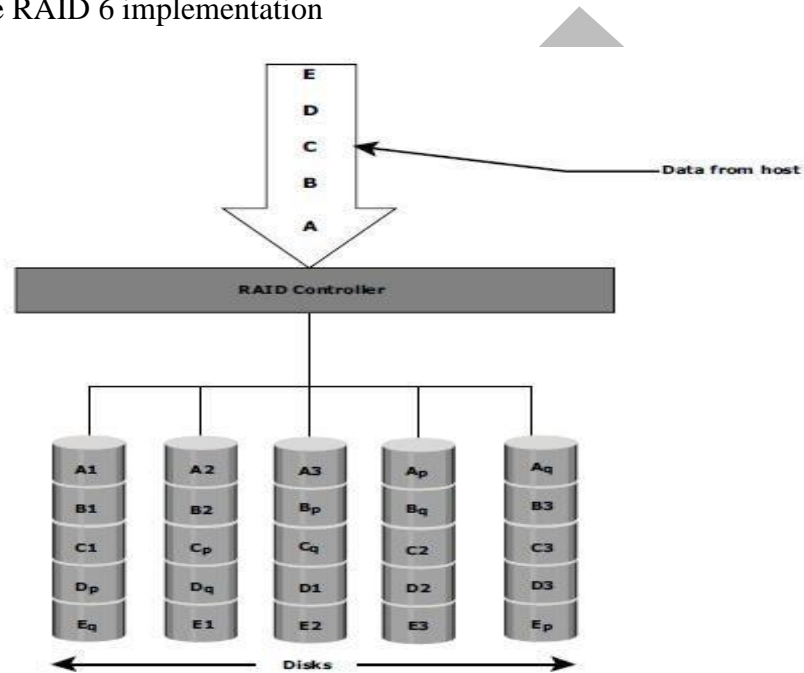 RAID 6 implementation
E
D
C
Data from host
B
A
RAID Controller
A1 A2 A3 Ap Aq
B1 B2 Bp Bq B3
C1 Cp Cq C2 C3
Dp Dq D1 D2 D3
Eq E1 E2 E3 Ep
Disks